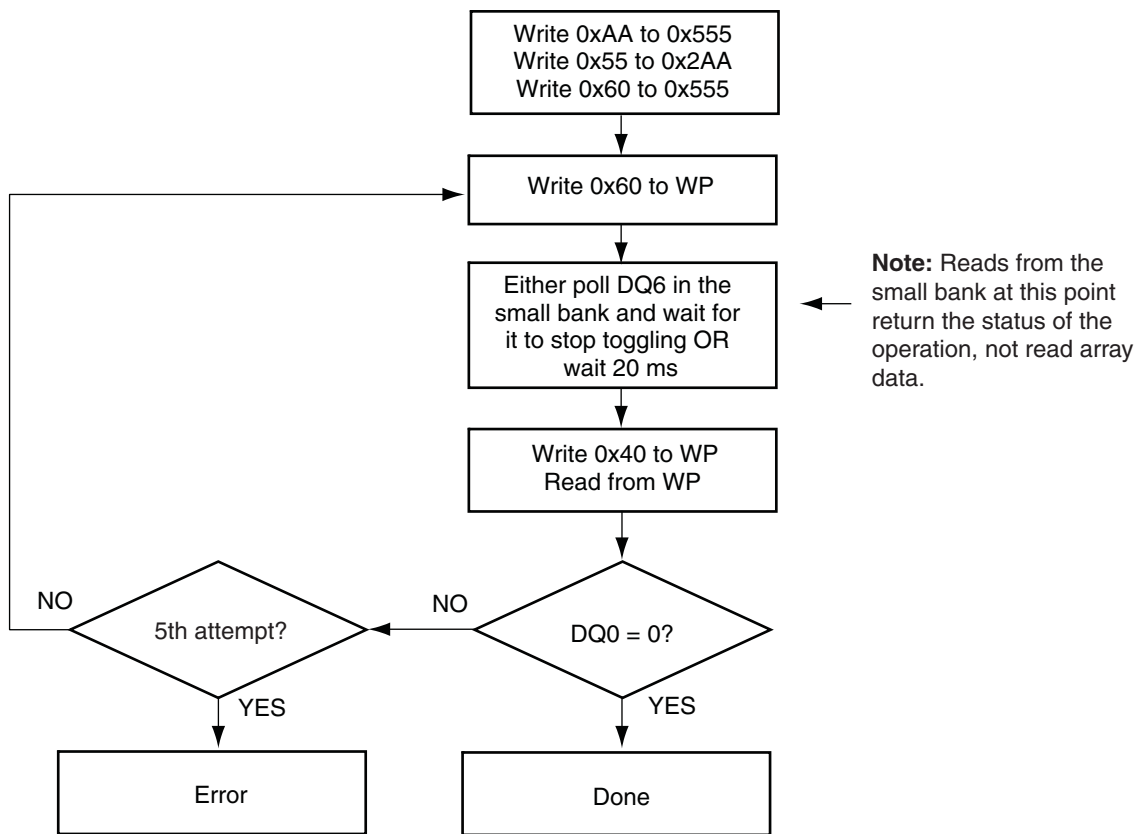 Write 0xAA to 0x555
Write 0x55 to 0x2AA
Write 0x60 to 0x555
Write 0x60 to WP
Either poll DQ6 in the
small bank and wait for
it to stop toggling OR
wait 20 ms
Note: Reads from the
small bank at this point
return the status of the
operation, not read array
data.
Write 0x40 to WP
Read from WP
NO
5th attempt?
NO
DQ0 = 0?
YES
YES
Error
Done